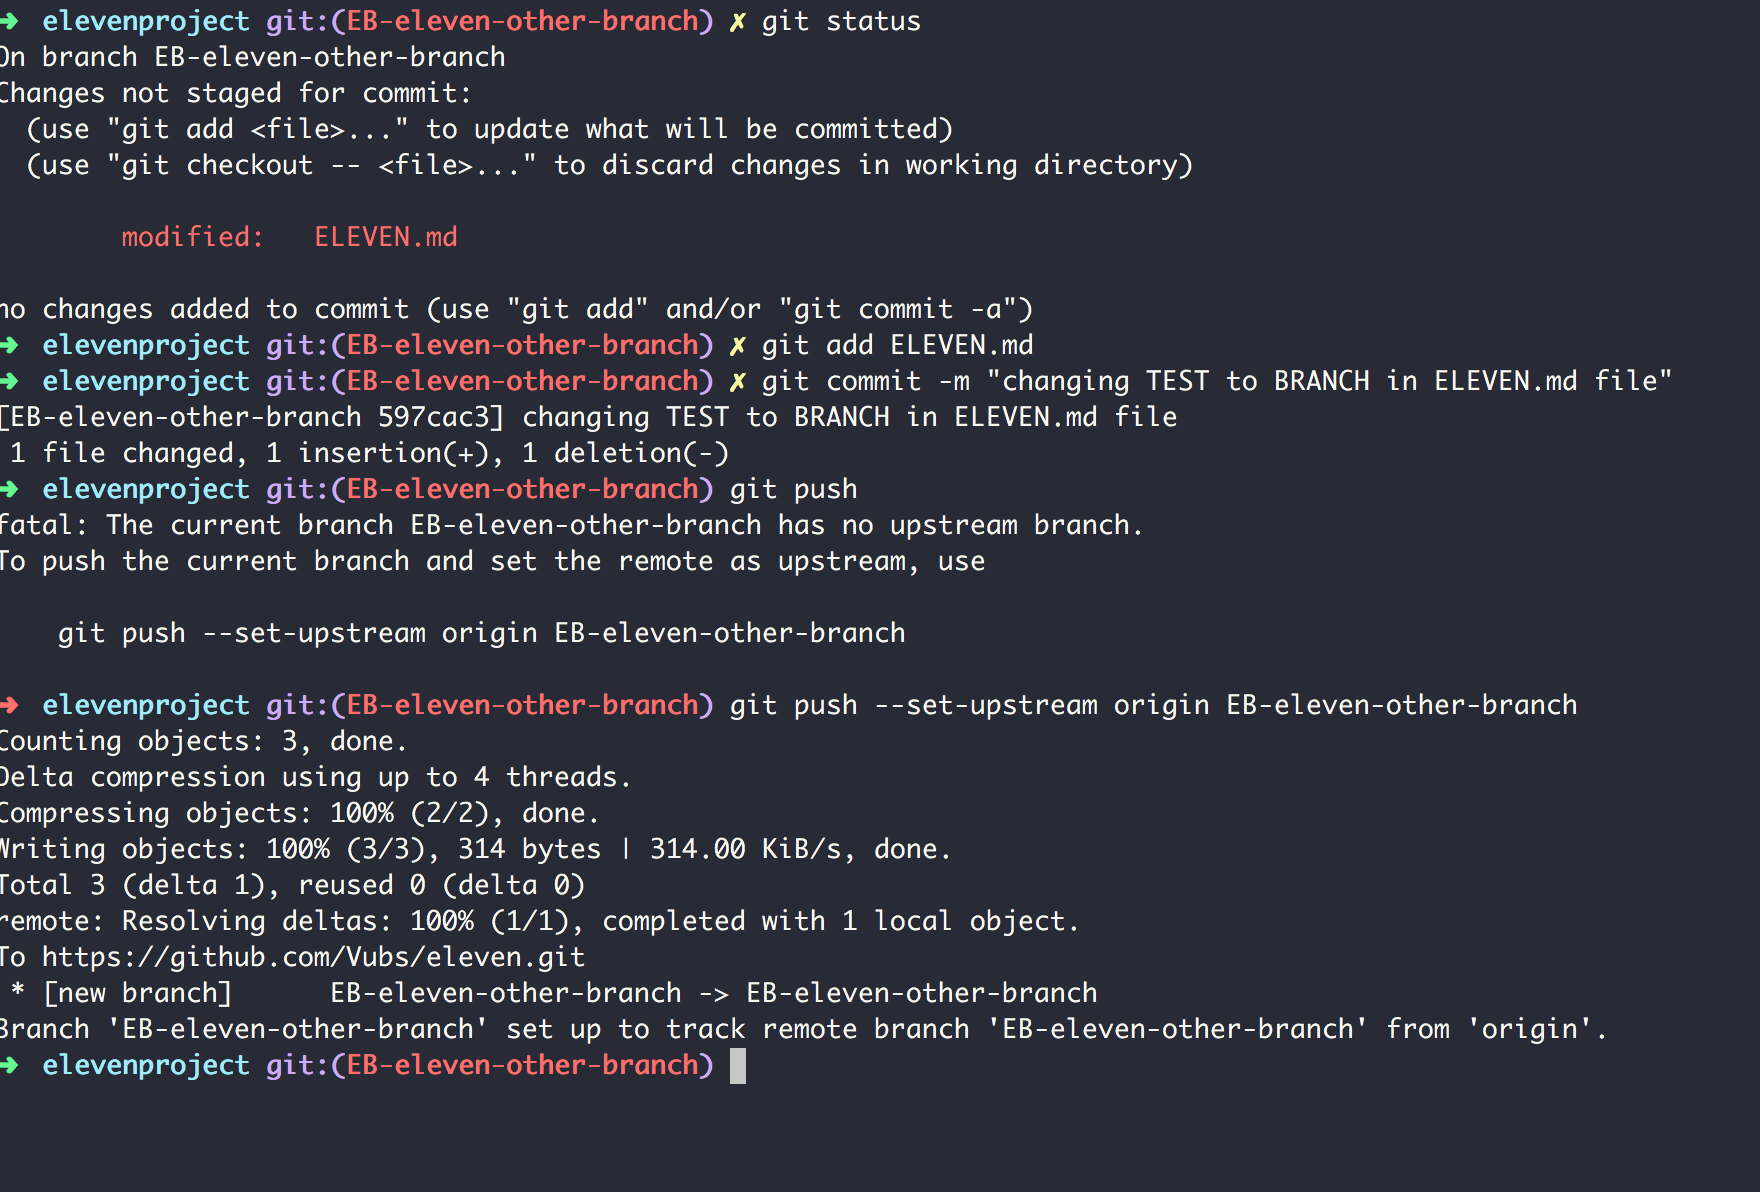 ➜ elevenproject git:(EB-eleven-other-branch) ✗ git status
On branch EB-eleven-other-branch
Changes not staged for commit:
  (use "git add <file>..." to update what will be committed)
  (use "git checkout -- <file>..." to discard changes in working directory)
modified:   ELEVEN.md
no changes added to commit (use "git add" and/or "git commit -a")
➜ elevenproject git:(EB-eleven-other-branch) ✗ git add ELEVEN.md
➜ elevenproject git:(EB-eleven-other-branch) ✗ git commit -m "changing TEST to BRANCH in ELEVEN.md file"
[EB-eleven-other-branch 597cac3] changing TEST to BRANCH in ELEVEN.md file
 1 file changed, 1 insertion(+), 1 deletion(-)
➜ elevenproject git:(EB-eleven-other-branch) git push
fatal: The current branch EB-eleven-other-branch has no upstream branch.
To push the current branch and set the remote as upstream, use
    git push --set-upstream origin EB-eleven-other-branch
➜ elevenproject git:(EB-eleven-other-branch) git push --set-upstream origin EB-eleven-other-branch
Counting objects: 3, done.
Delta compression using up to 4 threads.
Compressing objects: 100% (2/2), done.
Writing objects: 100% (3/3), 314 bytes | 314.00 KiB/s, done.
Total 3 (delta 1), reused 0 (delta 0)
remote: Resolving deltas: 100% (1/1), completed with 1 local object.
To https://github.com/Vubs/eleven.git
 * [new branch]      EB-eleven-other-branch -> EB-eleven-other-branch
Branch 'EB-eleven-other-branch' set up to track remote branch 'EB-eleven-other-branch' from 'origin'.
➜ elevenproject git:(EB-eleven-other-branch)